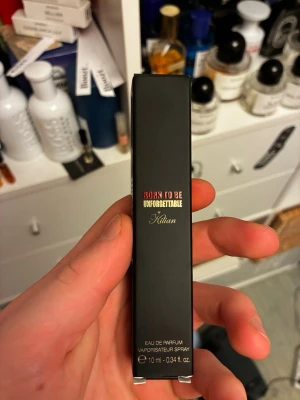 BORN TO BE
UNFORGETTABLE
BY
Kilian
EAU DE PARFUM
VAPORISATEUR SPRAY
℮ 10 ml - 0.34 fl. oz.